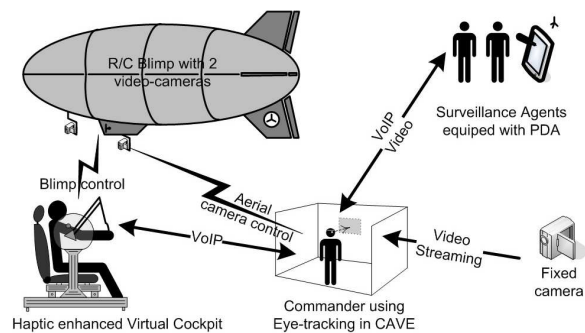 R/C Blimp with 2
video-cameras
VoIP
Video
Surveillance Agents
equiped with PDA
Blimp control
Aerial
camera control
VoIP
Video
Streaming
Fixed
camera
Haptic enhanced Virtual Cockpit
Commander using
Eye-tracking in CAVE